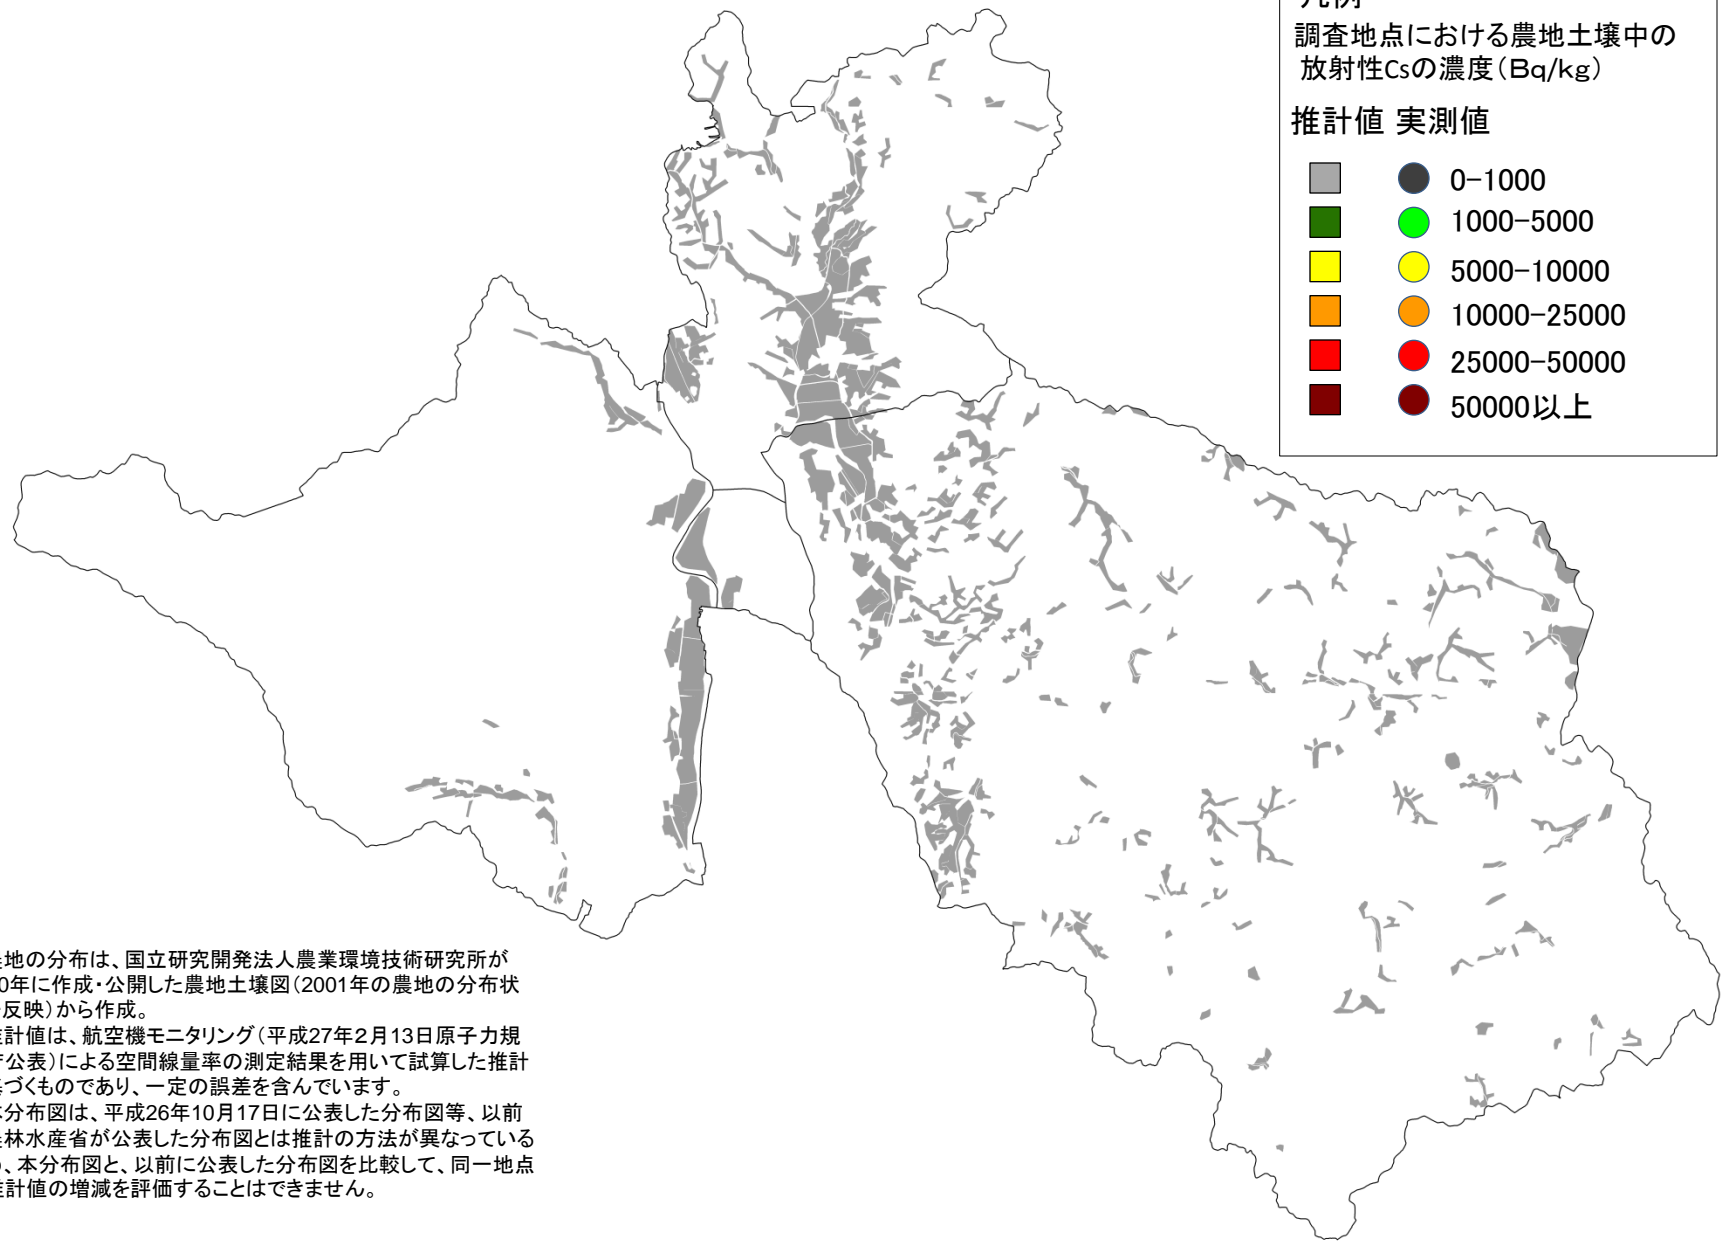 凡例
調査地点における農地土壌中の
放射性Csの濃度(Bq/kg)
推計値 実測値
0-1000
1000-5000
5000-10000
10000-25000
25000-50000
50000以上
地の分布は、国立研究開発法人農業環境技術研究所が
0年に作成・公開した農地土壌図(2001年の農地の分布状
反映)から作成。
計値は、航空機モニタリング(平成27年2月13日原子力規
公表)による空間線量率の測定結果を用いて試算した推計
づくものであり、一定の誤差を含んでいます。
分布図は、平成26年10月17日に公表した分布図等、以前
林水産省が公表した分布図とは推計の方法が異なっている
、本分布図と、以前に公表した分布図を比較して、同一地点
計値の増減を評価することはできません。